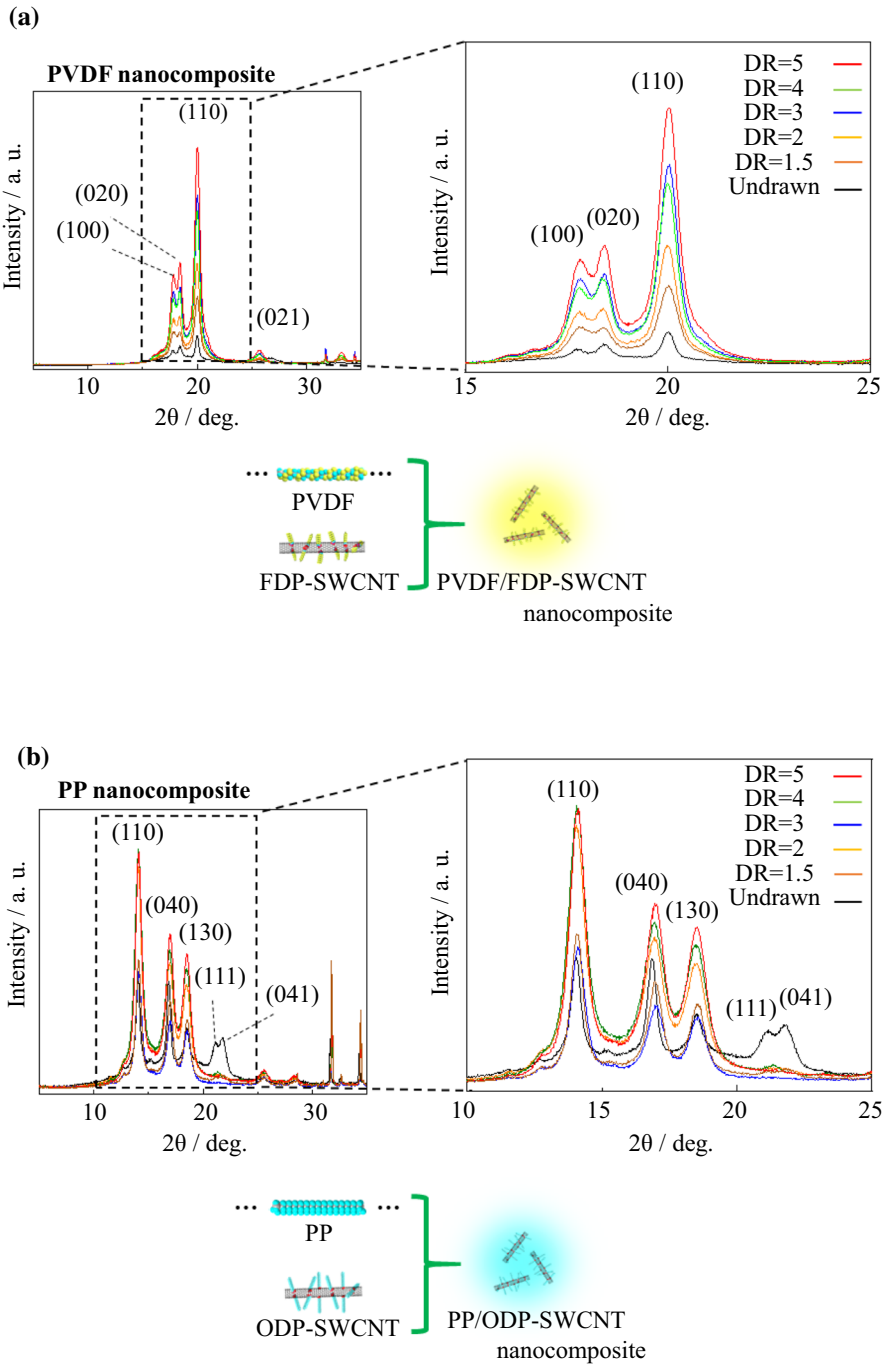 (a)
PVDF nanocomposite
(110)
(020)
(100)
(021)
Intensity / a. u.
10
20
30
2θ / deg.
DR=5
DR=4
DR=3
DR=2
DR=1.5
Undrawn
(110)
(100)
(020)
Intensity / a. u.
15
20
25
2θ / deg.
... ...
PVDF
FDP-SWCNT
PVDF/FDP-SWCNT
nanocomposite
(b)
PP nanocomposite
(110)
(040)
(130)
(111)
(041)
Intensity / a. u.
10
20
30
2θ / deg.
DR=5
DR=4
DR=3
DR=2
DR=1.5
Undrawn
(110)
(040)
(130)
(111)
(041)
Intensity / a. u.
10
15
20
25
2θ / deg.
... ...
PP
ODP-SWCNT
PP/ODP-SWCNT
nanocomposite